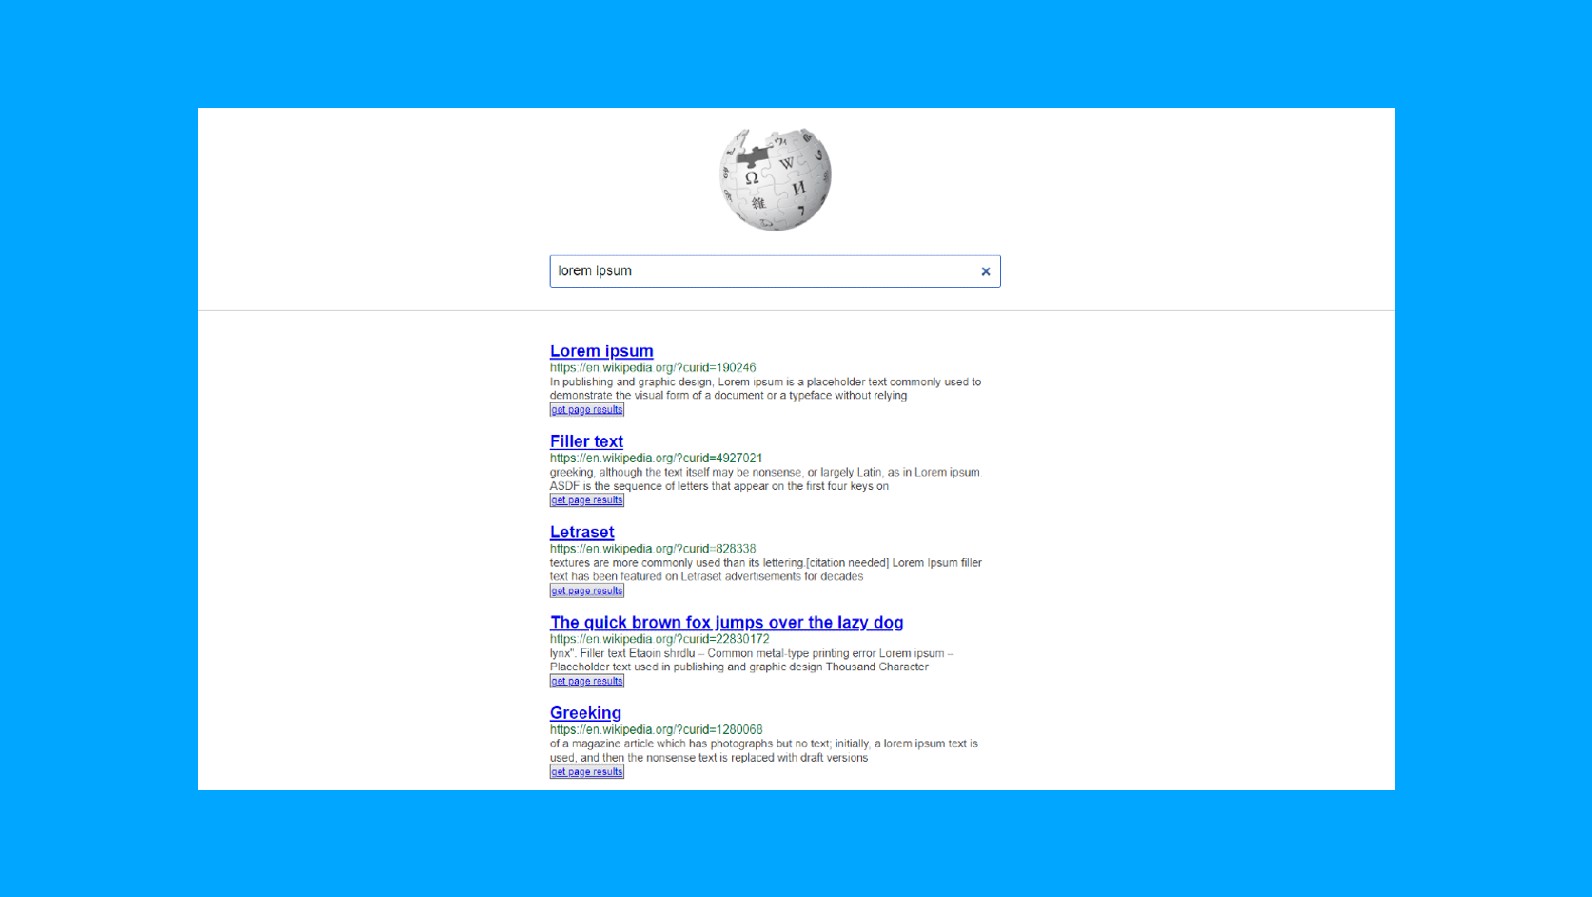 Ω W И 維 7
lorem Ipsum ×
Lorem ipsum
https://en.wikipedia.org/?curid=190246
In publishing and graphic design, Lorem ipsum is a placeholder text commonly used to
demonstrate the visual form of a document or a typeface without relying
get page results
Filler text
https://en.wikipedia.org/?curid=4927021
greeking, although the text itself may be nonsense, or largely Latin, as in Lorem ipsum.
ASDF is the sequence of letters that appear on the first four keys on
get page results
Letraset
https://en.wikipedia.org/?curid=828338
textures are more commonly used than its lettering.[citation needed] Lorem Ipsum filler
text has been featured on Letraset advertisements for decades
get page results
The quick brown fox jumps over the lazy dog
https://en.wikipedia.org/?curid=22830172
lynx". Filler text Etaoin shrdlu – Common metal-type printing error Lorem ipsum –
Placeholder text used in publishing and graphic design Thousand Character
get page results
Greeking
https://en.wikipedia.org/?curid=1280068
of a magazine article which has photographs but no text; initially, a lorem ipsum text is
used, and then the nonsense text is replaced with draft versions
get page results